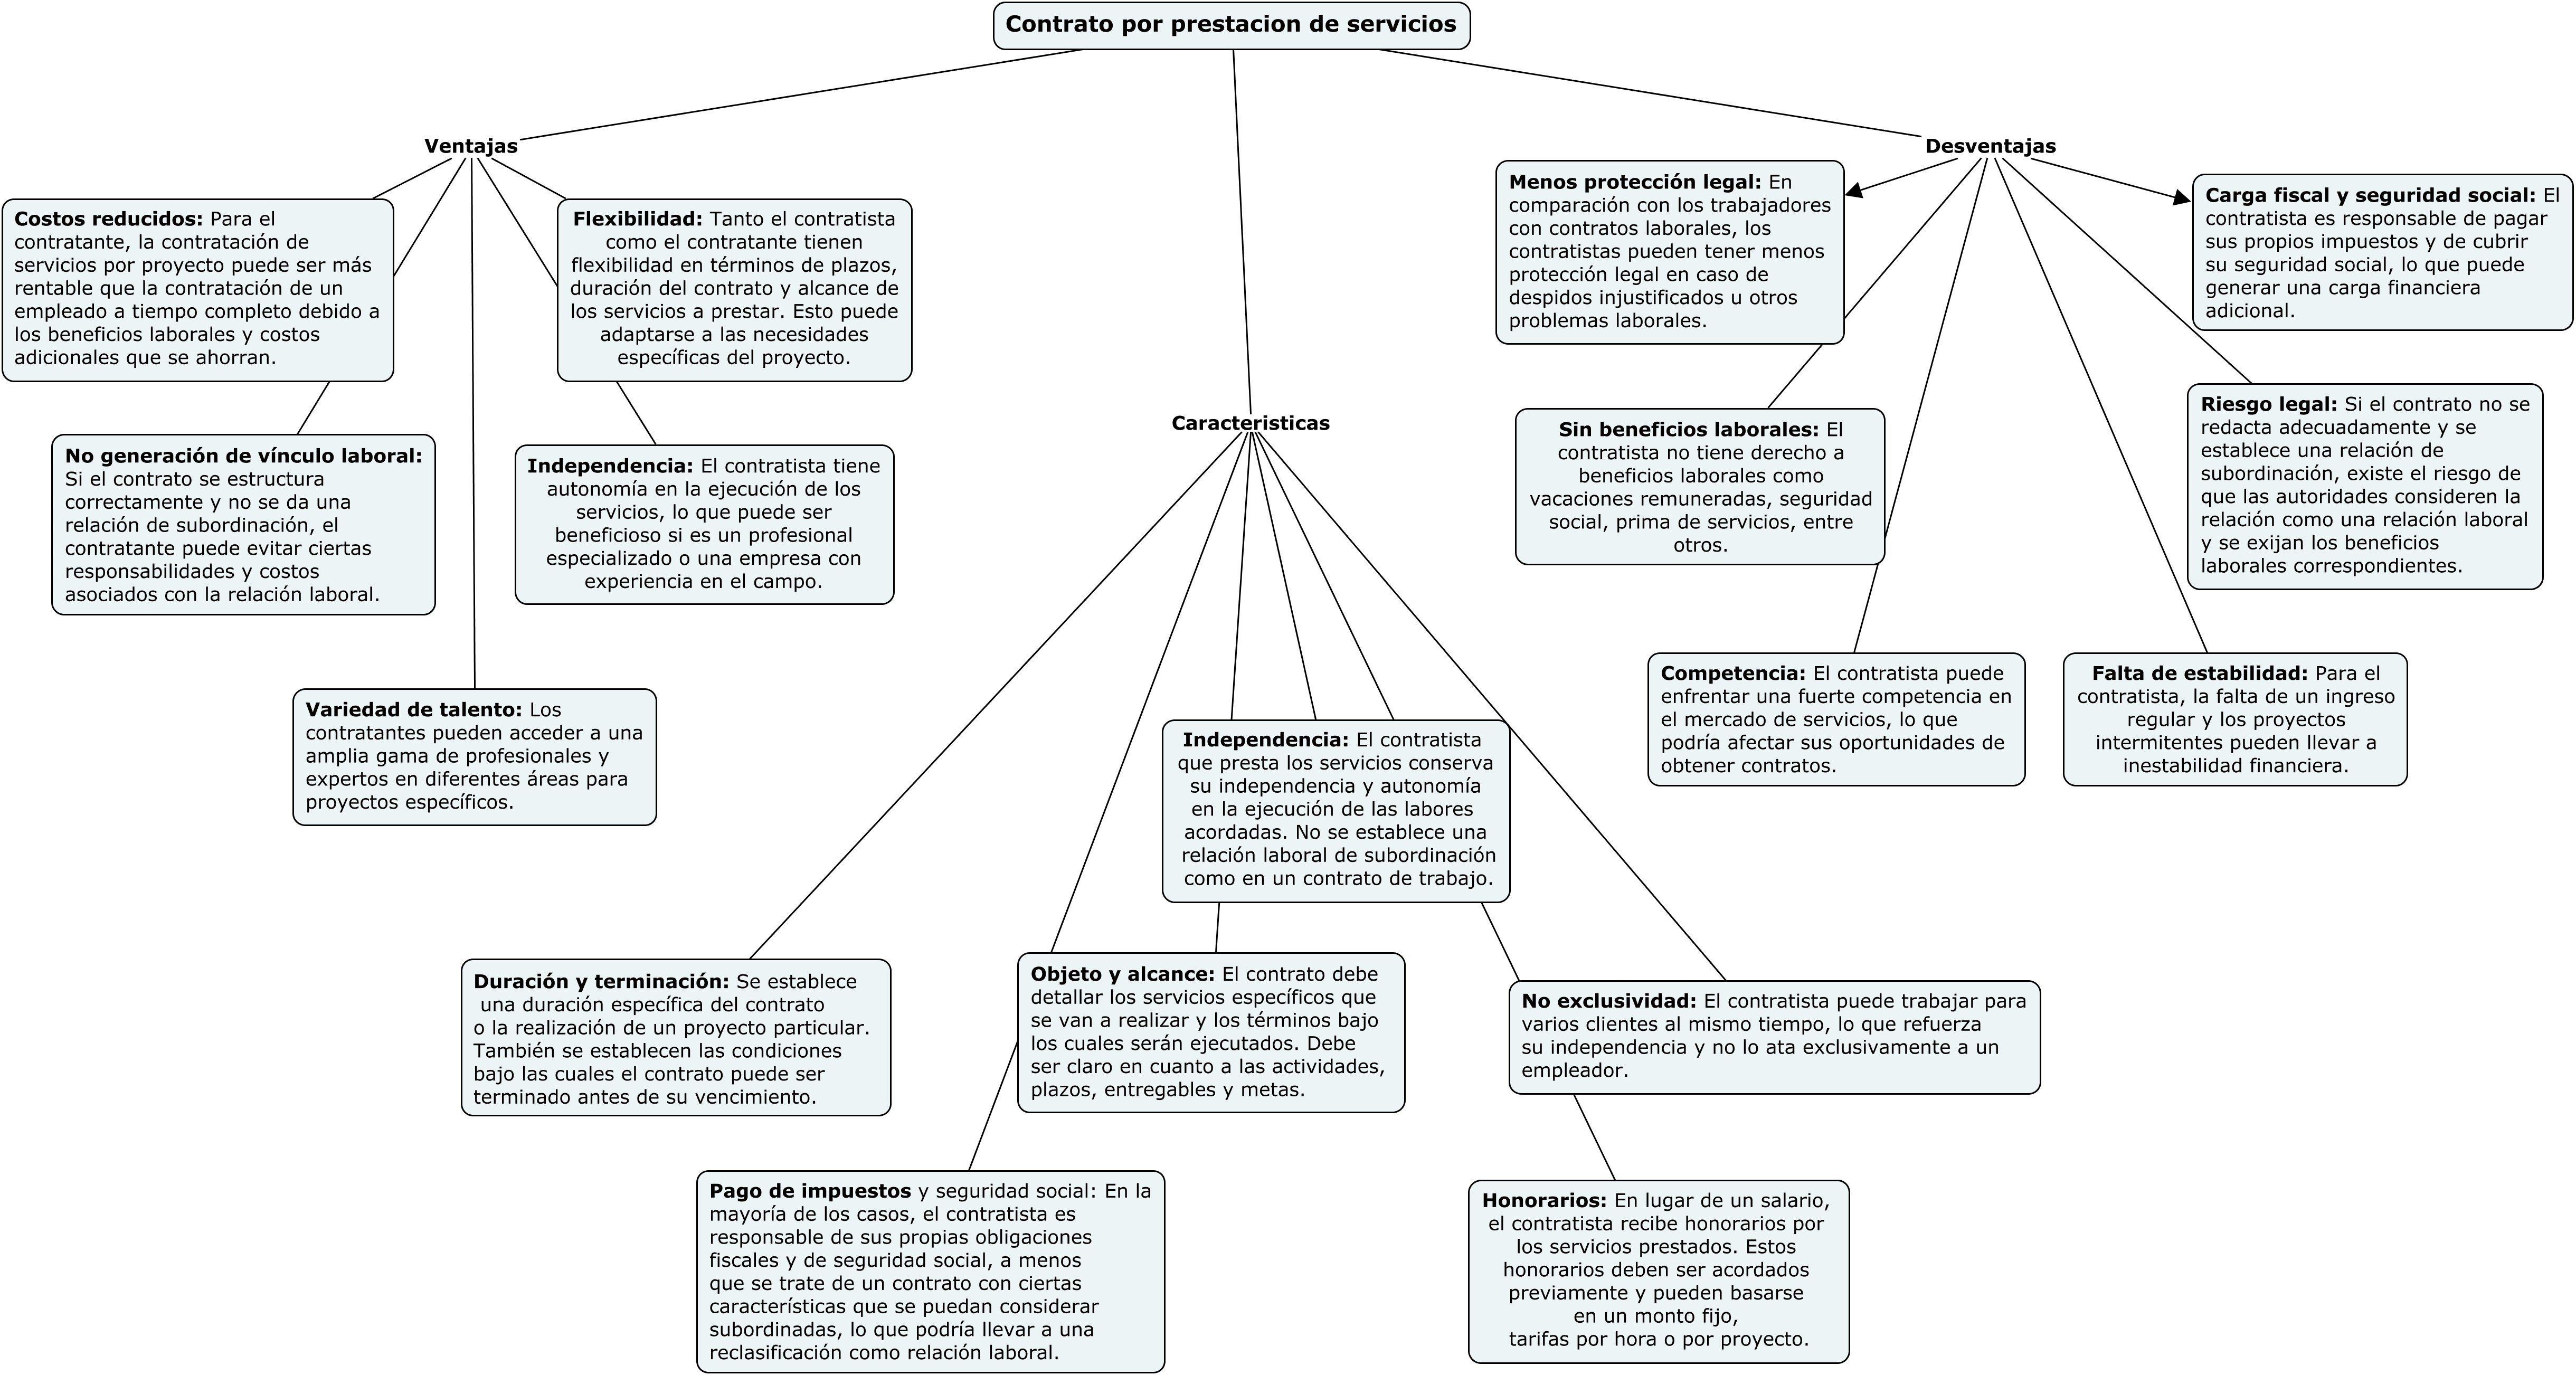 Contrato por prestacion de servicios
Ventajas
Costos reducidos: Para el
contratante, la contratación de
servicios por proyecto puede ser más
rentable que la contratación de un
empleado a tiempo completo debido a
los beneficios laborales y costos
adicionales que se ahorran.
Flexibilidad: Tanto el contratista
como el contratante tienen
flexibilidad en términos de plazos,
duración del contrato y alcance de
los servicios a prestar. Esto puede
adaptarse a las necesidades
específicas del proyecto.
No generación de vínculo laboral:
Si el contrato se estructura
correctamente y no se da una
relación de subordinación, el
contratante puede evitar ciertas
responsabilidades y costos
asociados con la relación laboral.
Independencia: El contratista tiene
autonomía en la ejecución de los
servicios, lo que puede ser
beneficioso si es un profesional
especializado o una empresa con
experiencia en el campo.
Variedad de talento: Los
contratantes pueden acceder a una
amplia gama de profesionales y
expertos en diferentes áreas para
proyectos específicos.
Caracteristicas
Independencia: El contratista
que presta los servicios conserva
su independencia y autonomía
en la ejecución de las labores
acordadas. No se establece una
relación laboral de subordinación
como en un contrato de trabajo.
Duración y terminación: Se establece
una duración específica del contrato
o la realización de un proyecto particular.
También se establecen las condiciones
bajo las cuales el contrato puede ser
terminado antes de su vencimiento.
Objeto y alcance: El contrato debe
detallar los servicios específicos que
se van a realizar y los términos bajo
los cuales serán ejecutados. Debe
ser claro en cuanto a las actividades,
plazos, entregables y metas.
No exclusividad: El contratista puede trabajar para
varios clientes al mismo tiempo, lo que refuerza
su independencia y no lo ata exclusivamente a un
empleador.
Pago de impuestos y seguridad social: En la
mayoría de los casos, el contratista es
responsable de sus propias obligaciones
fiscales y de seguridad social, a menos
que se trate de un contrato con ciertas
características que se puedan considerar
subordinadas, lo que podría llevar a una
reclasificación como relación laboral.
Honorarios: En lugar de un salario,
el contratista recibe honorarios por
los servicios prestados. Estos
honorarios deben ser acordados
previamente y pueden basarse
en un monto fijo,
tarifas por hora o por proyecto.
Desventajas
Menos protección legal: En
comparación con los trabajadores
con contratos laborales, los
contratistas pueden tener menos
protección legal en caso de
despidos injustificados u otros
problemas laborales.
Carga fiscal y seguridad social: El
contratista es responsable de pagar
sus propios impuestos y de cubrir
su seguridad social, lo que puede
generar una carga financiera
adicional.
Sin beneficios laborales: El
contratista no tiene derecho a
beneficios laborales como
vacaciones remuneradas, seguridad
social, prima de servicios, entre
otros.
Riesgo legal: Si el contrato no se
redacta adecuadamente y se
establece una relación de
subordinación, existe el riesgo de
que las autoridades consideren la
relación como una relación laboral
y se exijan los beneficios
laborales correspondientes.
Competencia: El contratista puede
enfrentar una fuerte competencia en
el mercado de servicios, lo que
podría afectar sus oportunidades de
obtener contratos.
Falta de estabilidad: Para el
contratista, la falta de un ingreso
regular y los proyectos
intermitentes pueden llevar a
inestabilidad financiera.